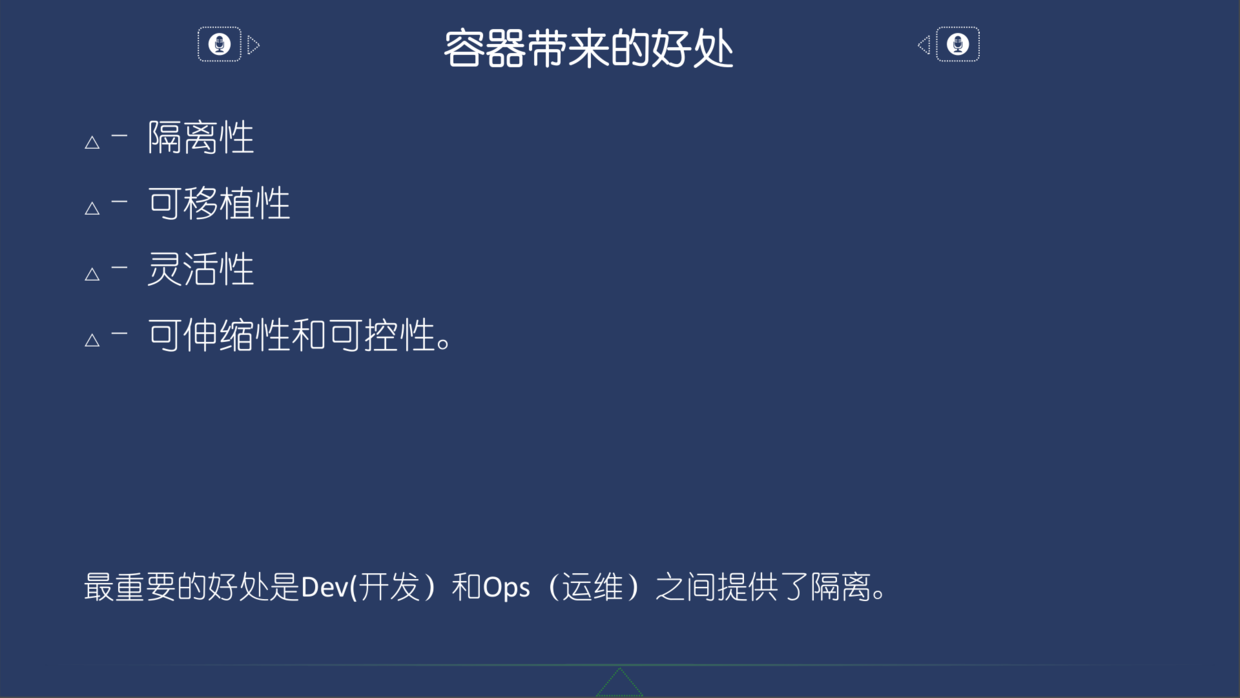 容器带来的好处
– 隔离性
– 可移植性
– 灵活性
– 可伸缩性和可控性。
最重要的好处是Dev(开发）和Ops（运维）之间提供了隔离。